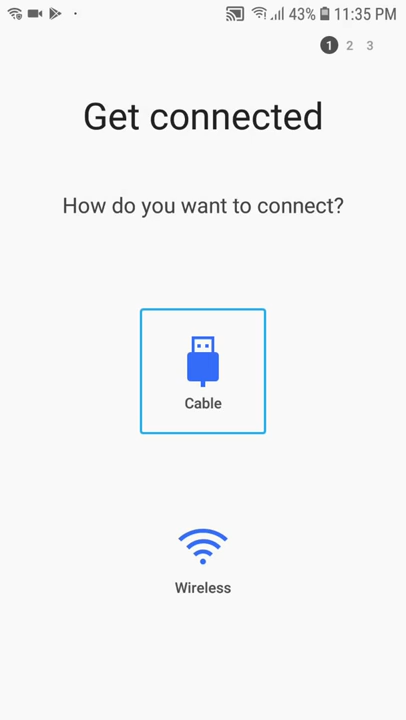 43% 11:35 PM
1 2 3
Get connected
How do you want to connect?
Cable
Wireless